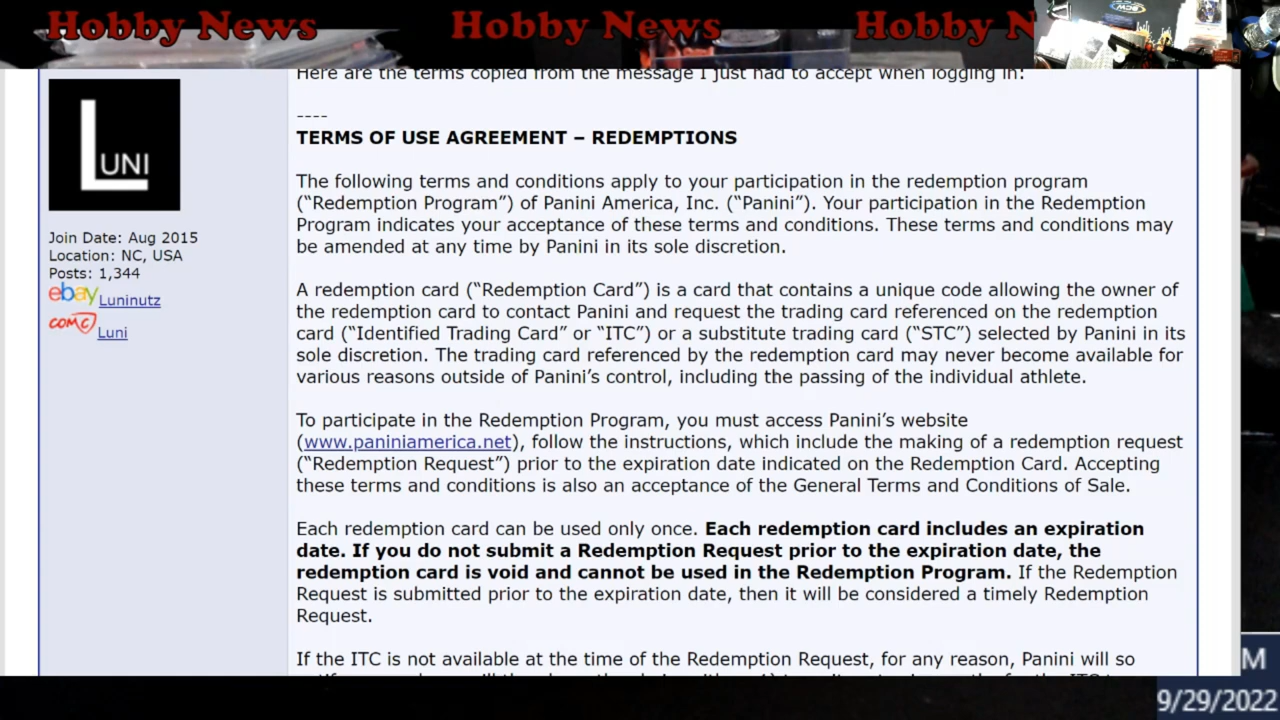 Hobby News Hobby News Hobby N
Here are the terms copied from the message I just had to accept when logging in:
----
TERMS OF USE AGREEMENT – REDEMPTIONS
The following terms and conditions apply to your participation in the redemption program
(“Redemption Program”) of Panini America, Inc. (“Panini”). Your participation in the Redemption
Program indicates your acceptance of these terms and conditions. These terms and conditions may
be amended at any time by Panini in its sole discretion.
A redemption card (“Redemption Card”) is a card that contains a unique code allowing the owner of
the redemption card to contact Panini and request the trading card referenced on the redemption
card (“Identified Trading Card” or “ITC”) or a substitute trading card (“STC”) selected by Panini in its
sole discretion. The trading card referenced by the redemption card may never become available for
various reasons outside of Panini’s control, including the passing of the individual athlete.
To participate in the Redemption Program, you must access Panini’s website
(www.paniniamerica.net), follow the instructions, which include the making of a redemption request
(“Redemption Request”) prior to the expiration date indicated on the Redemption Card. Accepting
these terms and conditions is also an acceptance of the General Terms and Conditions of Sale.
Each redemption card can be used only once. Each redemption card includes an expiration
date. If you do not submit a Redemption Request prior to the expiration date, the
redemption card is void and cannot be used in the Redemption Program. If the Redemption
Request is submitted prior to the expiration date, then it will be considered a timely Redemption
Request.
If the ITC is not available at the time of the Redemption Request, for any reason, Panini will so
LUNI
Join Date: Aug 2015
Location: NC, USA
Posts: 1,344
ebay Luninutz
COMC Luni
M
9/29/2022